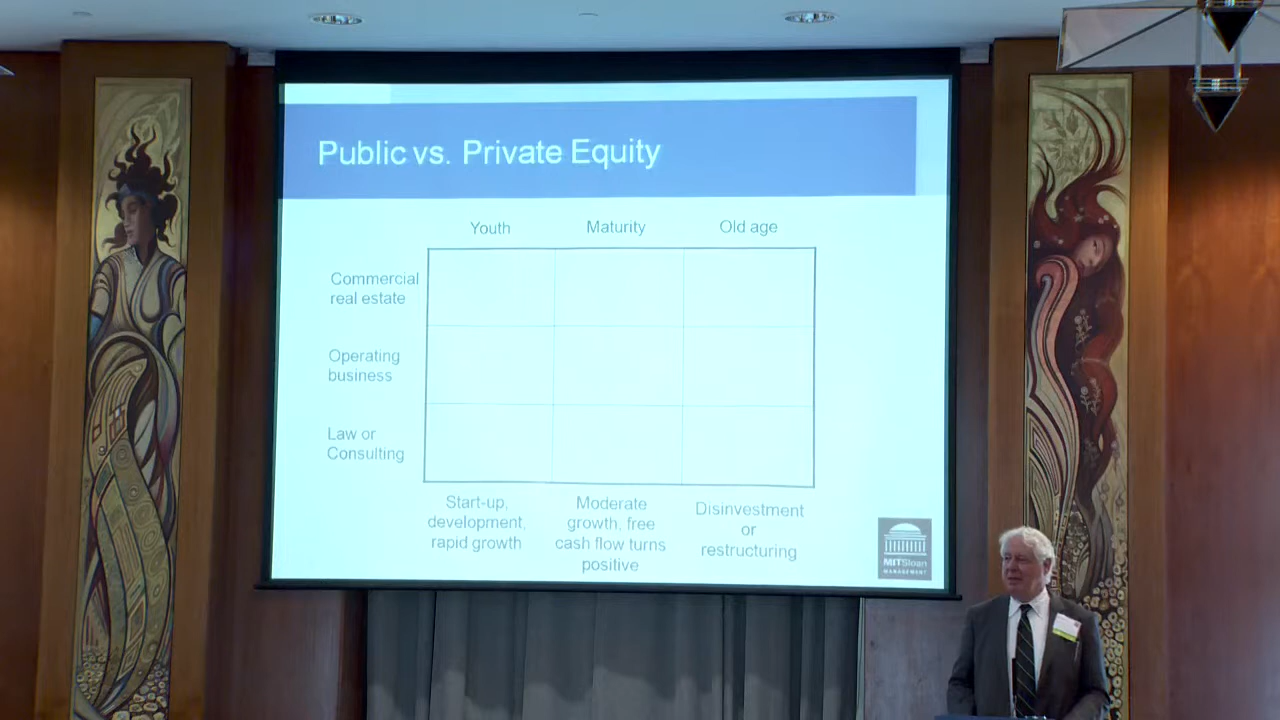 Public vs. Private Equity
Youth Maturity Old age
Commercial
real estate
Operating
business
Law or
Consulting
Start-up,
development,
rapid growth
Moderate
growth, free
cash flow turns
positive
Disinvestment
or
restructuring
MITSloan
MANAGEMENT